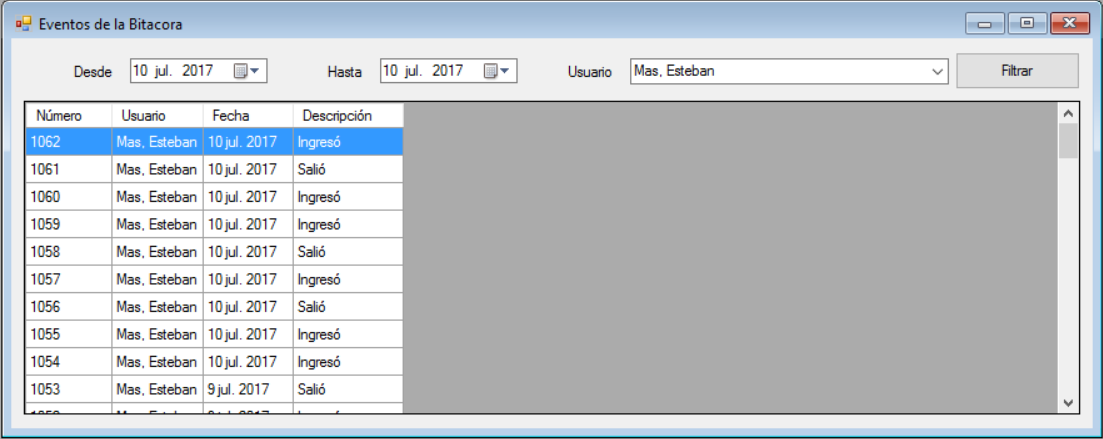 Eventos de la Bitacora
Desde 10 jul. 2017 Hasta 10 jul. 2017 Usuario Mas, Esteban Filtrar
Número Usuario Fecha Descripción
1062 Mas, Esteban 10 jul. 2017 Ingresó
1061 Mas, Esteban 10 jul. 2017 Salió
1060 Mas, Esteban 10 jul. 2017 Ingresó
1059 Mas, Esteban 10 jul. 2017 Ingresó
1058 Mas, Esteban 10 jul. 2017 Salió
1057 Mas, Esteban 10 jul. 2017 Ingresó
1056 Mas, Esteban 10 jul. 2017 Salió
1055 Mas, Esteban 10 jul. 2017 Ingresó
1054 Mas, Esteban 10 jul. 2017 Ingresó
1053 Mas, Esteban 9 jul. 2017 Salió